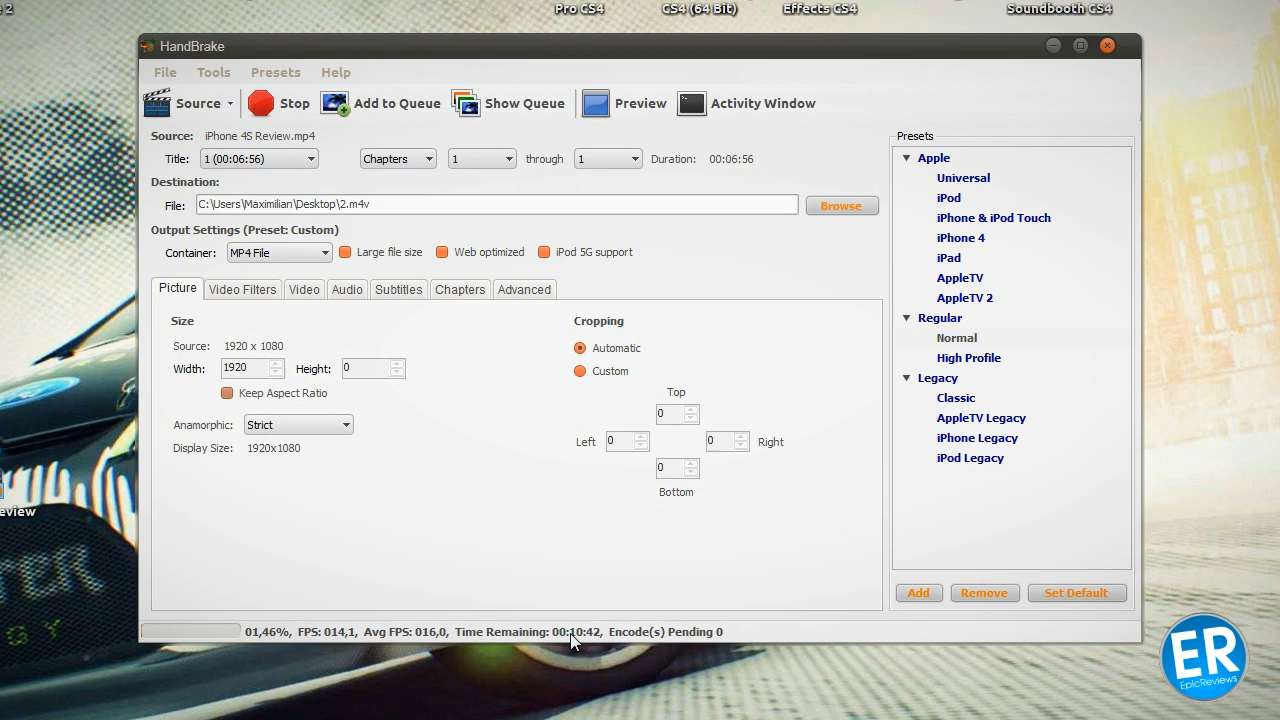 e 2
Pro CS4
CS4 (64 Bit)
Effects CS4
Soundbooth CS4
HandBrake
File Tools Presets Help
Source Stop Add to Queue Show Queue Preview Activity Window
Source: iPhone 4S Review.mp4
Title: 1 (00:06:56) Chapters 1 through 1 Duration: 00:06:56
Destination:
File: C:\Users\Maximilian\Desktop\2.m4v Browse
Output Settings (Preset: Custom)
Container: MP4 File Large file size Web optimized iPod 5G support
Picture Video Filters Video Audio Subtitles Chapters Advanced
Size
Source: 1920 x 1080
Width: 1920 Height: 0
Keep Aspect Ratio
Anamorphic: Strict
Display Size: 1920x1080
Cropping
Automatic
Custom
Top
0
Left 0 0 Right
0
Bottom
Presets
Apple
Universal
iPod
iPhone & iPod Touch
iPhone 4
iPad
AppleTV
AppleTV 2
Regular
Normal
High Profile
Legacy
Classic
AppleTV Legacy
iPhone Legacy
iPod Legacy
Add Remove Set Default
01,46%, FPS: 014,1, Avg FPS: 016,0, Time Remaining: 00:10:42, Encode(s) Pending 0
eview
TER
GY
ER
EpicReviews